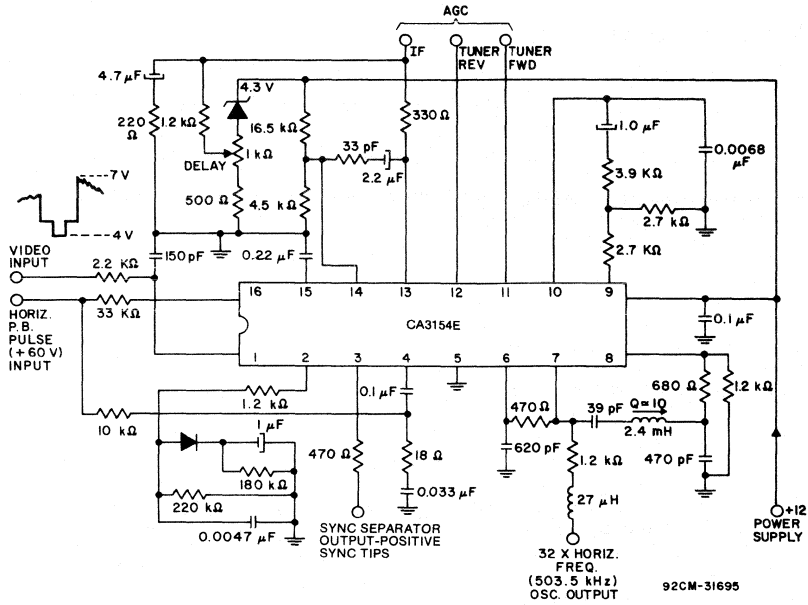 AGC
IF
TUNER
REV
TUNER
FWD
4.7 µF
4.3 V
220
Ω
1.2 kΩ
16.5 kΩ
330Ω
1.0 µF
0.0068
µF
33 pF
2.2 µF
DELAY
1 kΩ
3.9 KΩ
7 V
500 Ω
4.5 kΩ
2.7 kΩ
4 V
2.7 KΩ
VIDEO
INPUT
2.2 KΩ
150 pF
0.22 µF
HORIZ.
P.B.
PULSE
(+60 V)
INPUT
33 KΩ
16 15 14 13 12 11 10 9
CA3154E
0.1 µF
1 2 3 4 5 6 7 8
1.2 kΩ
0.1 µF
470Ω
39 pF
Q≃10
2.4 mH
680 Ω
1.2 kΩ
10 kΩ
1 µF
470 Ω
18 Ω
620 pF
1.2 kΩ
470 pF
180 kΩ
220 kΩ
0.033 µF
27 µH
0.0047 µF
SYNC SEPARATOR
OUTPUT-POSITIVE
SYNC TIPS
+12
POWER
SUPPLY
32 X HORIZ.
FREQ.
(503.5 kHz)
OSC. OUTPUT
92CM-31695